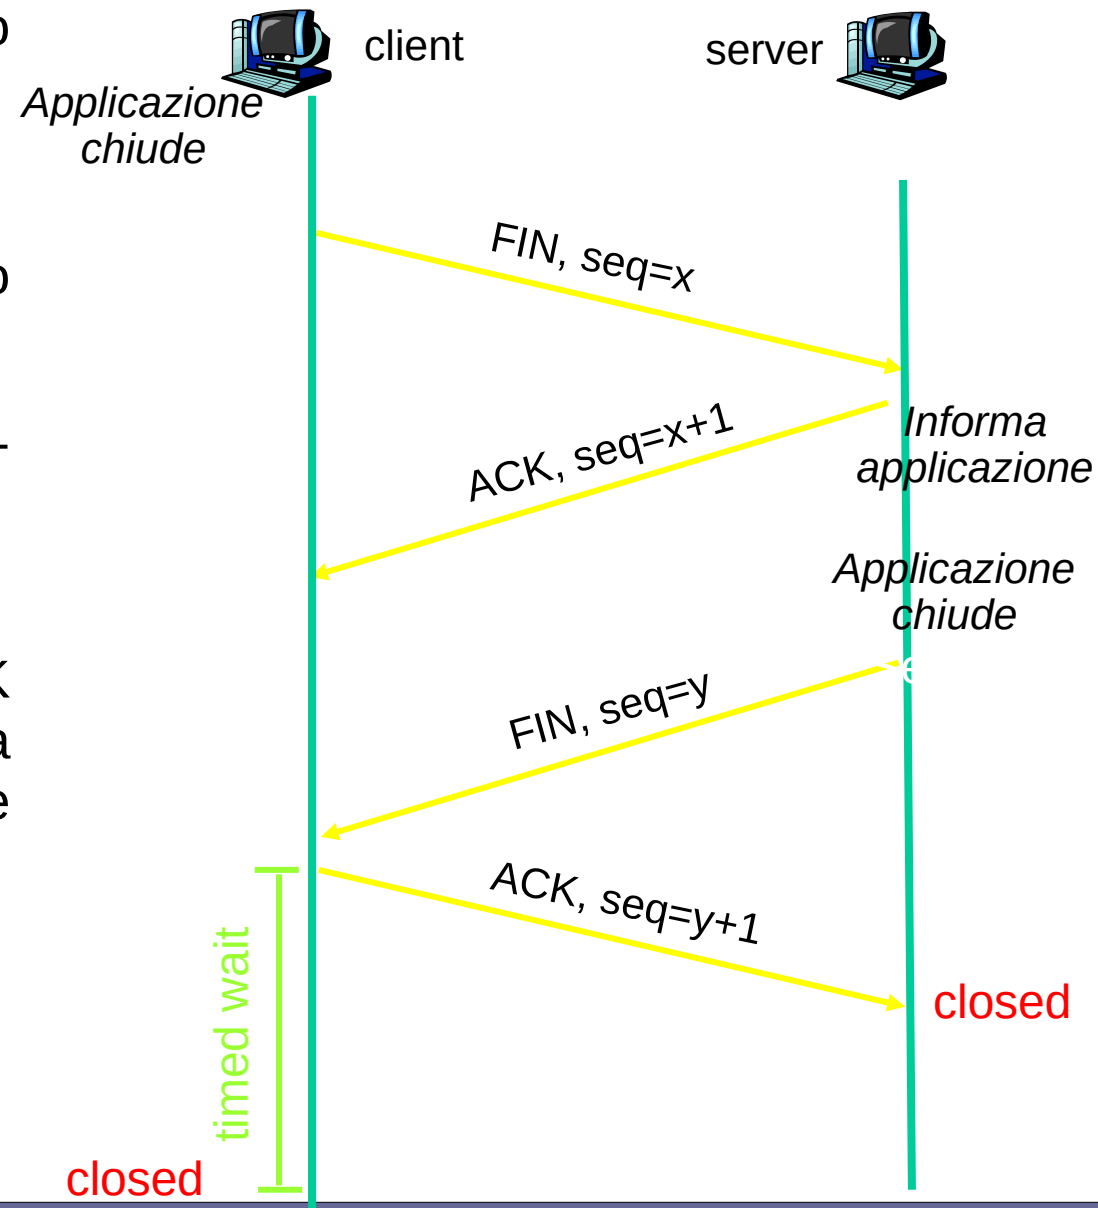 client
server
Applicazione
chiude
FIN, seq=x
ACK, seq=x+1
Informa
applicazione
Applicazione
chiude
FIN, seq=y
ACK, seq=y+1
timed wait
closed
closed